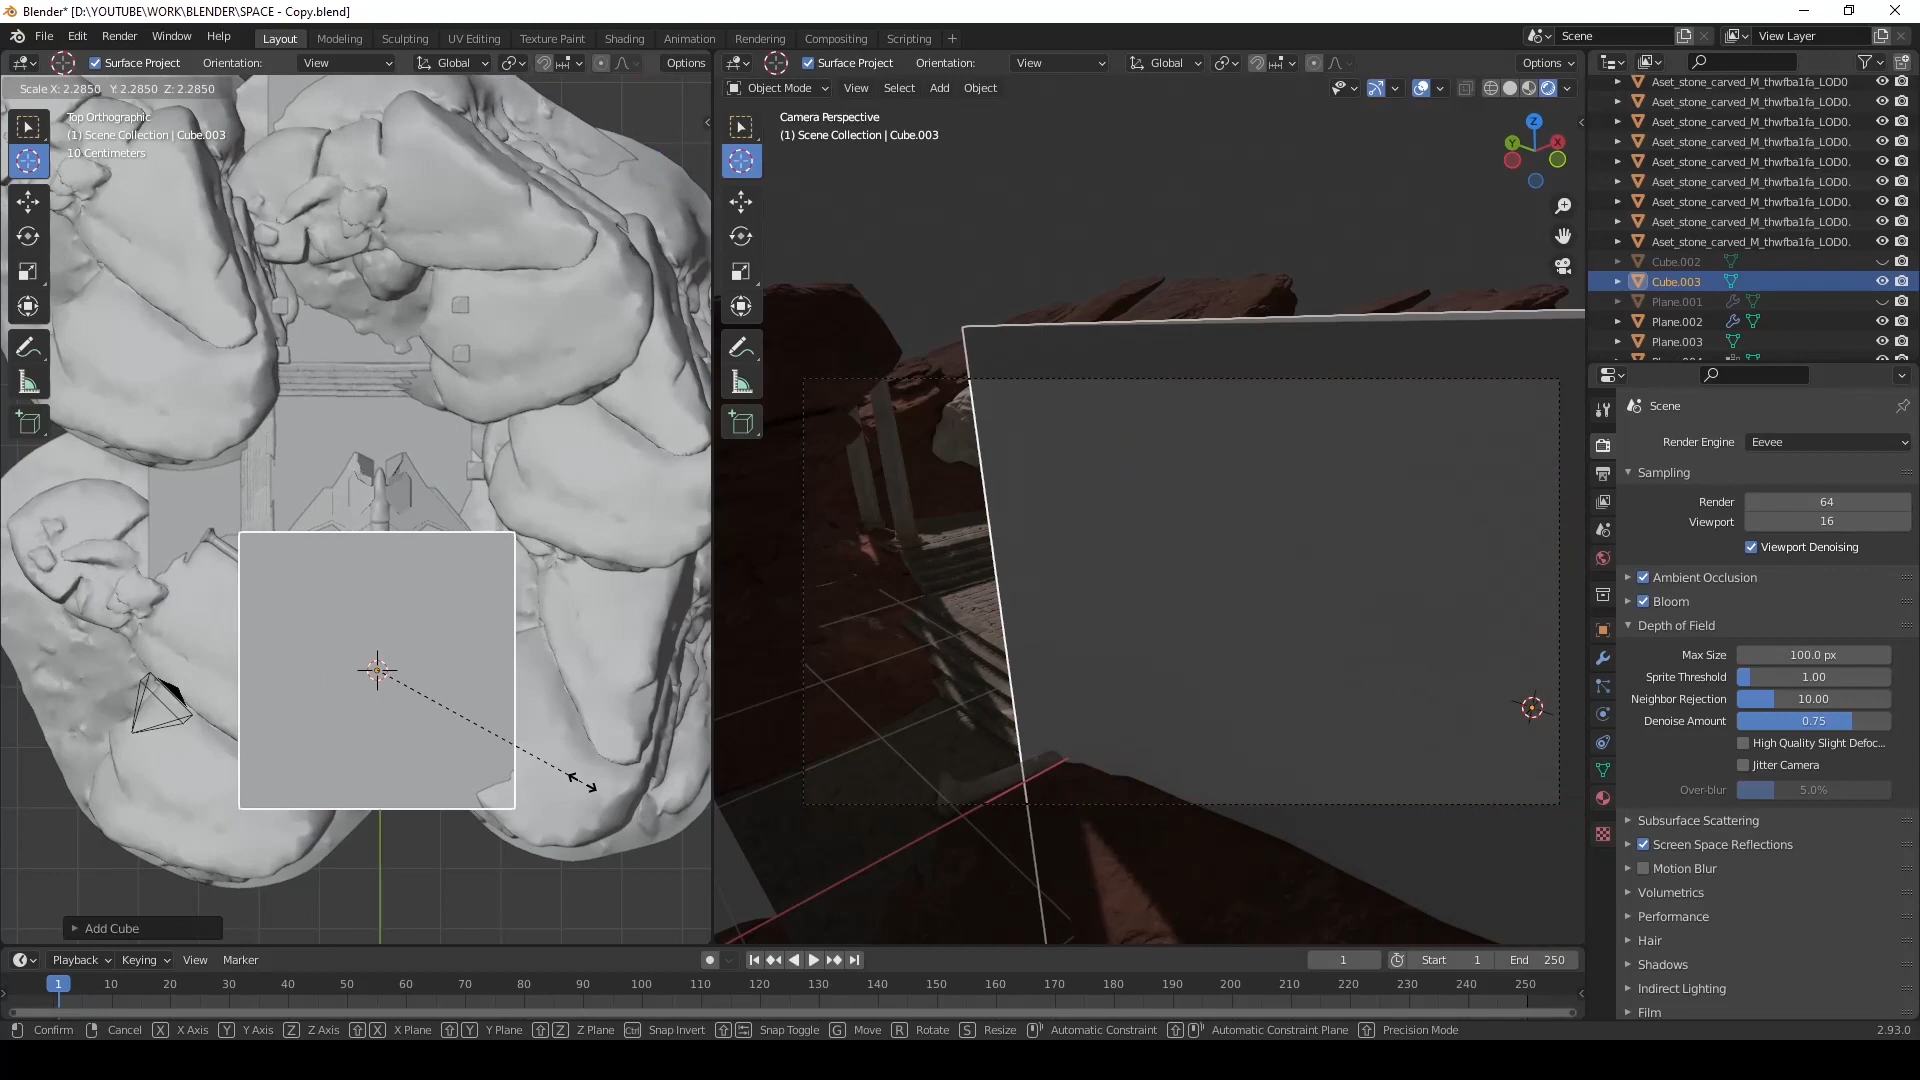 Blender* [D:\YOUTUBE\WORK\BLENDER\SPACE - Copy.blend]
File Edit Render Window Help Layout Modeling Sculpting UV Editing Texture Paint Shading Animation Rendering Compositing Scripting + Scene View Layer
Surface Project Orientation: View Global Options
Surface Project Orientation: View Global Options
Scale X: 2.2850 Y: 2.2850 Z: 2.2850
Object Mode View Select Add Object
Top Orthographic
(1) Scene Collection | Cube.003
10 Centimeters
Camera Perspective
(1) Scene Collection | Cube.003
Z
Y
X
Aset_stone_carved_M_thwfba1fa_LOD0
Aset_stone_carved_M_thwfba1fa_LOD0.
Aset_stone_carved_M_thwfba1fa_LOD0.
Aset_stone_carved_M_thwfba1fa_LOD0.
Aset_stone_carved_M_thwfba1fa_LOD0.
Aset_stone_carved_M_thwfba1fa_LOD0.
Aset_stone_carved_M_thwfba1fa_LOD0.
Aset_stone_carved_M_thwfba1fa_LOD0.
Aset_stone_carved_M_thwfba1fa_LOD0.
Cube.002
Cube.003
Plane.001
Plane.002
Plane.003
Scene
Render Engine Eevee
Sampling
Render 64
Viewport 16
Viewport Denoising
Ambient Occlusion
Bloom
Depth of Field
Max Size 100.0 px
Sprite Threshold 1.00
Neighbor Rejection 10.00
Denoise Amount 0.75
High Quality Slight Defoc...
Jitter Camera
Over-blur 5.0%
Subsurface Scattering
Screen Space Reflections
Motion Blur
Volumetrics
Performance
Hair
Shadows
Indirect Lighting
Film
Add Cube
Playback Keying View Marker 1 Start 1 End 250
1 10 20 30 40 50 60 70 80 90 100 110 120 130 140 150 160 170 180 190 200 210 220 230 240 250
Confirm Cancel X X Axis Y Y Axis Z Z Axis X X Plane Y Y Plane Z Z Plane Ctrl Snap Invert Snap Toggle G Move R Rotate S Resize Automatic Constraint Automatic Constraint Plane Precision Mode 2.93.0